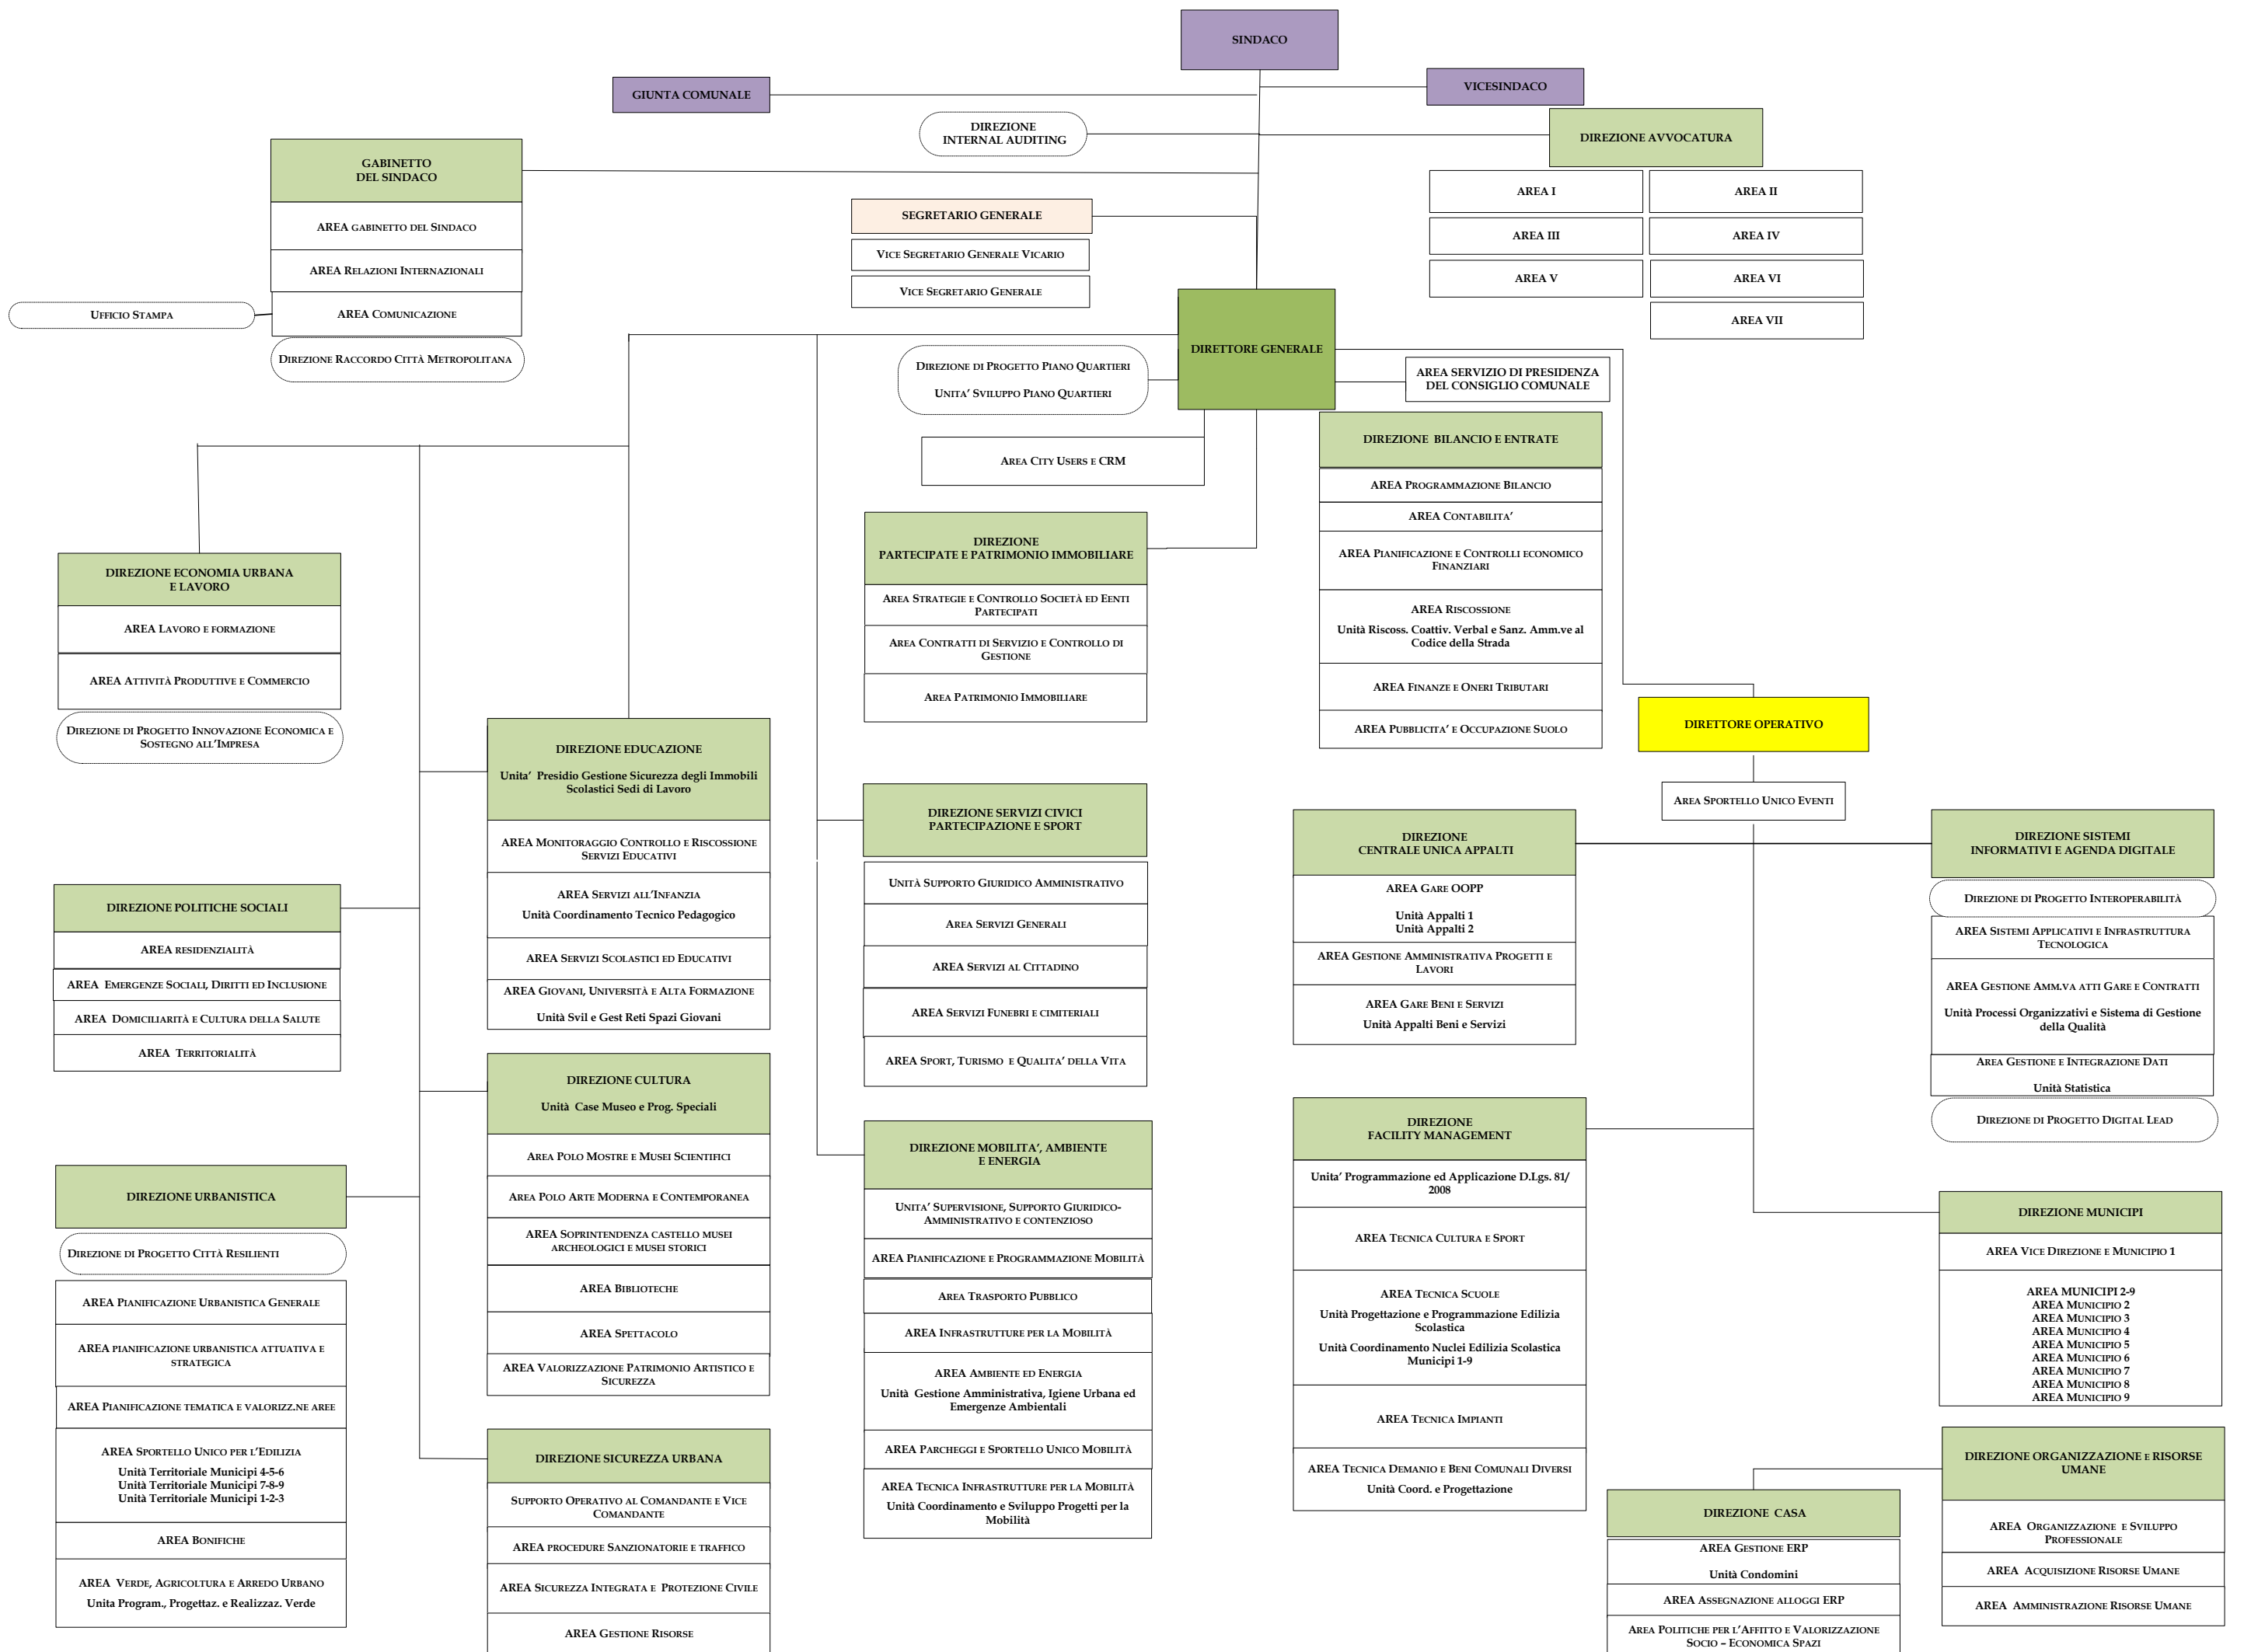 SINDACO
GIUNTA COMUNALE
VICESINDACO
DIREZIONE
INTERNAL AUDITING
DIREZIONE AVVOCATURA
AREA I
AREA II
AREA III
AREA IV
AREA V
AREA VI
AREA VII
GABINETTO
DEL SINDACO
AREA GABINETTO DEL SINDACO
AREA RELAZIONI INTERNAZIONALI
AREA COMUNICAZIONE
UFFICIO STAMPA
DIREZIONE RACCORDO CITTÀ METROPOLITANA
SEGRETARIO GENERALE
VICE SEGRETARIO GENERALE VICARIO
VICE SEGRETARIO GENERALE
DIRETTORE GENERALE
DIREZIONE DI PROGETTO PIANO QUARTIERI
UNITA' SVILUPPO PIANO QUARTIERI
AREA SERVIZIO DI PRESIDENZA
DEL CONSIGLIO COMUNALE
AREA CITY USERS E CRM
DIREZIONE BILANCIO E ENTRATE
AREA PROGRAMMAZIONE BILANCIO
AREA CONTABILITA'
AREA PIANIFICAZIONE E CONTROLLI ECONOMICO
FINANZIARI
AREA RISCOSSIONE
Unità Riscoss. Coattiv. Verbal e Sanz. Amm.ve al
Codice della Strada
AREA FINANZE E ONERI TRIBUTARI
AREA PUBBLICITA' E OCCUPAZIONE SUOLO
DIREZIONE
PARTECIPATE E PATRIMONIO IMMOBILIARE
AREA STRATEGIE E CONTROLLO SOCIETÀ ED EENTI
PARTECIPATI
AREA CONTRATTI DI SERVIZIO E CONTROLLO DI
GESTIONE
AREA PATRIMONIO IMMOBILIARE
DIREZIONE ECONOMIA URBANA
E LAVORO
AREA LAVORO E FORMAZIONE
AREA ATTIVITÀ PRODUTTIVE E COMMERCIO
DIREZIONE DI PROGETTO INNOVAZIONE ECONOMICA E
SOSTEGNO ALL'IMPRESA
DIREZIONE POLITICHE SOCIALI
AREA RESIDENZIALITÀ
AREA EMERGENZE SOCIALI, DIRITTI ED INCLUSIONE
AREA DOMICILIARITÀ E CULTURA DELLA SALUTE
AREA TERRITORIALITÀ
DIREZIONE URBANISTICA
DIREZIONE DI PROGETTO CITTÀ RESILIENTI
AREA PIANIFICAZIONE URBANISTICA GENERALE
AREA PIANIFICAZIONE URBANISTICA ATTUATIVA E
STRATEGICA
AREA PIANIFICAZIONE TEMATICA E VALORIZZ.NE AREE
AREA SPORTELLO UNICO PER L'EDILIZIA
Unità Territoriale Municipi 4-5-6
Unità Territoriale Municipi 7-8-9
Unità Territoriale Municipi 1-2-3
AREA BONIFICHE
AREA VERDE, AGRICOLTURA E ARREDO URBANO
Unita Program., Progettaz. e Realizzaz. Verde
DIREZIONE EDUCAZIONE
Unita' Presidio Gestione Sicurezza degli Immobili
Scolastici Sedi di Lavoro
AREA MONITORAGGIO CONTROLLO E RISCOSSIONE
SERVIZI EDUCATIVI
AREA SERVIZI ALL'INFANZIA
Unità Coordinamento Tecnico Pedagogico
AREA SERVIZI SCOLASTICI ED EDUCATIVI
AREA GIOVANI, UNIVERSITÀ E ALTA FORMAZIONE
Unità Svil e Gest Reti Spazi Giovani
DIREZIONE CULTURA
Unità Case Museo e Prog. Speciali
AREA POLO MOSTRE E MUSEI SCIENTIFICI
AREA POLO ARTE MODERNA E CONTEMPORANEA
AREA SOPRINTENDENZA CASTELLO MUSEI
ARCHEOLOGICI E MUSEI STORICI
AREA BIBLIOTECHE
AREA SPETTACOLO
AREA VALORIZZAZIONE PATRIMONIO ARTISTICO E
SICUREZZA
DIREZIONE SICUREZZA URBANA
SUPPORTO OPERATIVO AL COMANDANTE E VICE
COMANDANTE
AREA PROCEDURE SANZIONATORIE E TRAFFICO
AREA SICUREZZA INTEGRATA E PROTEZIONE CIVILE
AREA GESTIONE RISORSE
DIREZIONE SERVIZI CIVICI
PARTECIPAZIONE E SPORT
UNITÀ SUPPORTO GIURIDICO AMMINISTRATIVO
AREA SERVIZI GENERALI
AREA SERVIZI AL CITTADINO
AREA SERVIZI FUNEBRI E CIMITERIALI
AREA SPORT, TURISMO E QUALITA' DELLA VITA
DIREZIONE MOBILITA', AMBIENTE
E ENERGIA
UNITA' SUPERVISIONE, SUPPORTO GIURIDICO-
AMMINISTRATIVO E CONTENZIOSO
AREA PIANIFICAZIONE E PROGRAMMAZIONE MOBILITÀ
AREA TRASPORTO PUBBLICO
AREA INFRASTRUTTURE PER LA MOBILITÀ
AREA AMBIENTE ED ENERGIA
Unità Gestione Amministrativa, Igiene Urbana ed
Emergenze Ambientali
AREA PARCHEGGI E SPORTELLO UNICO MOBILITÀ
AREA TECNICA INFRASTRUTTURE PER LA MOBILITÀ
Unità Coordinamento e Sviluppo Progetti per la
Mobilità
DIRETTORE OPERATIVO
AREA SPORTELLO UNICO EVENTI
DIREZIONE
CENTRALE UNICA APPALTI
AREA GARE OOPP
Unità Appalti 1
Unità Appalti 2
AREA GESTIONE AMMINISTRATIVA PROGETTI E
LAVORI
AREA GARE BENI E SERVIZI
Unità Appalti Beni e Servizi
DIREZIONE
FACILITY MANAGEMENT
Unita' Programmazione ed Applicazione D.Lgs. 81/
2008
AREA TECNICA CULTURA E SPORT
AREA TECNICA SCUOLE
Unità Progettazione e Programmazione Edilizia
Scolastica
Unità Coordinamento Nuclei Edilizia Scolastica
Municipi 1-9
AREA TECNICA IMPIANTI
AREA TECNICA DEMANIO E BENI COMUNALI DIVERSI
Unità Coord. e Progettazione
DIREZIONE SISTEMI
INFORMATIVI E AGENDA DIGITALE
DIREZIONE DI PROGETTO INTEROPERABILITÀ
AREA SISTEMI APPLICATIVI E INFRASTRUTTURA
TECNOLOGICA
AREA GESTIONE AMM.VA ATTI GARE E CONTRATTI
Unità Processi Organizzativi e Sistema di Gestione
della Qualità
AREA GESTIONE E INTEGRAZIONE DATI
Unità Statistica
DIREZIONE DI PROGETTO DIGITAL LEAD
DIREZIONE MUNICIPI
AREA VICE DIREZIONE E MUNICIPIO 1
AREA MUNICIPI 2-9
AREA MUNICIPIO 2
AREA MUNICIPIO 3
AREA MUNICIPIO 4
AREA MUNICIPIO 5
AREA MUNICIPIO 6
AREA MUNICIPIO 7
AREA MUNICIPIO 8
AREA MUNICIPIO 9
DIREZIONE ORGANIZZAZIONE E RISORSE
UMANE
AREA ORGANIZZAZIONE E SVILUPPO
PROFESSIONALE
AREA ACQUISIZIONE RISORSE UMANE
AREA AMMINISTRAZIONE RISORSE UMANE
DIREZIONE CASA
AREA GESTIONE ERP
Unità Condomini
AREA ASSEGNAZIONE ALLOGGI ERP
AREA POLITICHE PER L'AFFITTO E VALORIZZAZIONE
SOCIO – ECONOMICA SPAZI